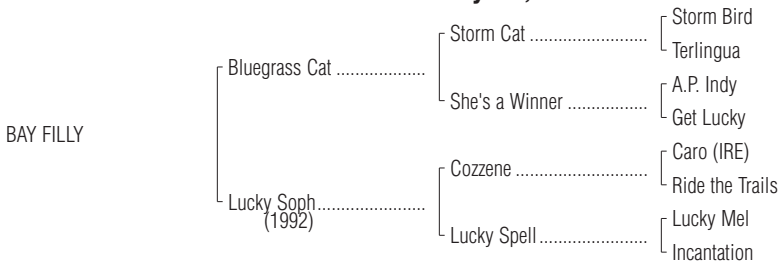 Storm Bird
Storm Cat ........................
Terlingua
Bluegrass Cat ...................
A.P. Indy
She's a Winner .................
Get Lucky
BAY FILLY
Caro (IRE)
Cozzene ...........................
Ride the Trails
Lucky Soph.......................
(1992)
Lucky Mel
Lucky Spell.......................
Incantation